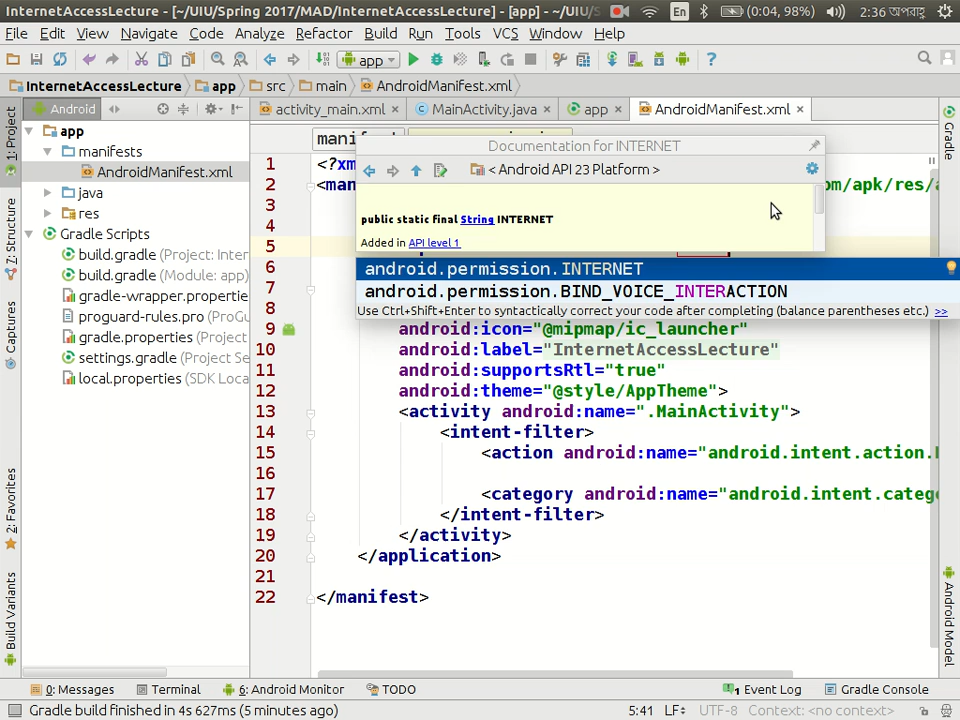 InternetAccessLecture - [~/UIU/Spring 2017/MAD/InternetAccessLecture] - [app] - ~/UIU/S
En
(0:04, 98%)
2:36 অপরাহ্ণ
File Edit View Navigate Code Analyze Refactor Build Run Tools VCS Window Help
app
InternetAccessLecture app src main AndroidManifest.xml
Android
activity_main.xml
MainActivity.java
app
AndroidManifest.xml
1: Project
Z: Structure
Captures
2: Favorites
Build Variants
app
manifests
AndroidManifest.xml
java
res
Gradle Scripts
build.gradle (Project: Intern
build.gradle (Module: app)
gradle-wrapper.propertie
proguard-rules.pro (ProGu
gradle.properties (Project
settings.gradle (Project Se
local.properties (SDK Loca
Documentation for INTERNET
< Android API 23 Platform >
public static final String INTERNET
Added in API level 1
android.permission.INTERNET
android.permission.BIND_VOICE_INTERACTION
Use Ctrl+Shift+Enter to syntactically correct your code after completing (balance parentheses etc.) >>
1 <?xm
2 <man om/apk/res/a
3
4
5
6
7
8
9 android:icon="@mipmap/ic_launcher"
10 android:label="InternetAccessLecture"
11 android:supportsRtl="true"
12 android:theme="@style/AppTheme">
13 <activity android:name=".MainActivity">
14 <intent-filter>
15 <action android:name="android.intent.action.
16
17 <category android:name="android.intent.categ
18 </intent-filter>
19 </activity>
20 </application>
21
22 </manifest>
Gradle
Android Model
0: Messages Terminal 6: Android Monitor TODO 1 Event Log Gradle Console
Gradle build finished in 4s 627ms (5 minutes ago) 5:41 LF UTF-8 Context: <no context>